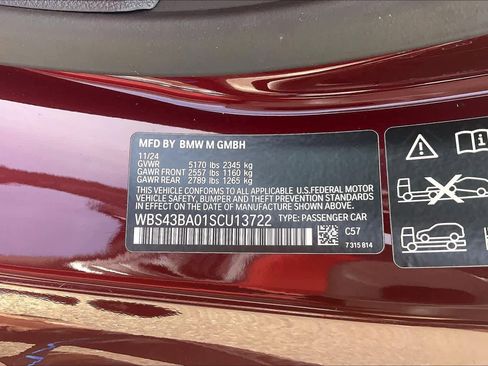 MFD BY BMW M GMBH
11/24
GVWR 5170 lbs 2345 kg
GAWR FRONT 2557 lbs 1160 kg
GAWR REAR 2789 lbs 1265 kg
THIS VEHICLE CONFORMS TO ALL APPLICABLE U.S.FEDERAL MOTOR
VEHICLE SAFETY, BUMPER, AND THEFT PREVENTION STANDARDS
IN EFFECT ON THE DATE OF MANUFACTURE SHOWN ABOVE.
WBS43BA01SCU13722 TYPE: PASSENGER CAR
C57
7 315 814